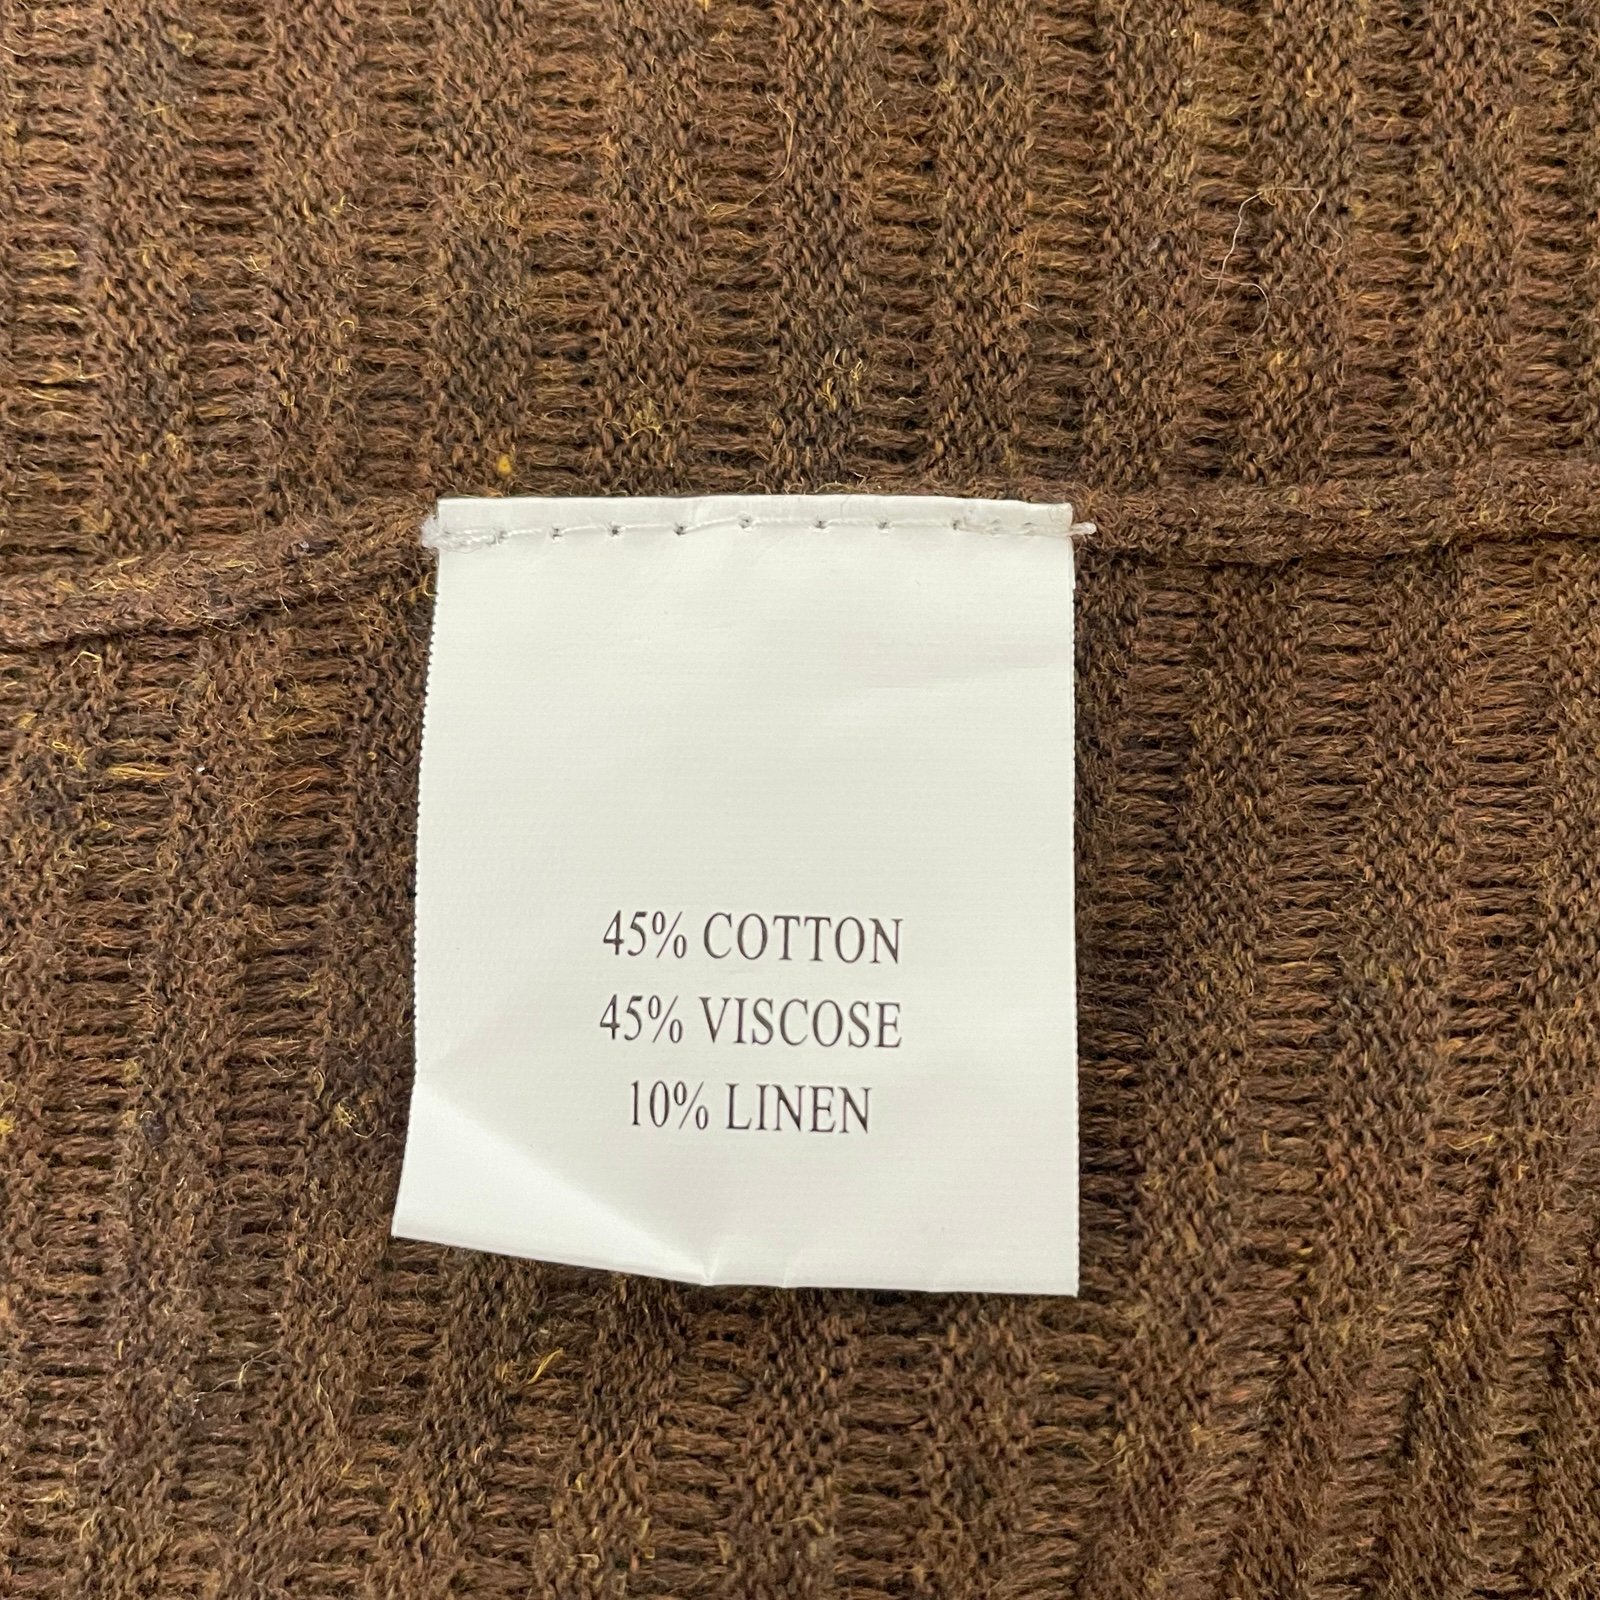 45% COTTON
45% VISCOSE
10% LINEN